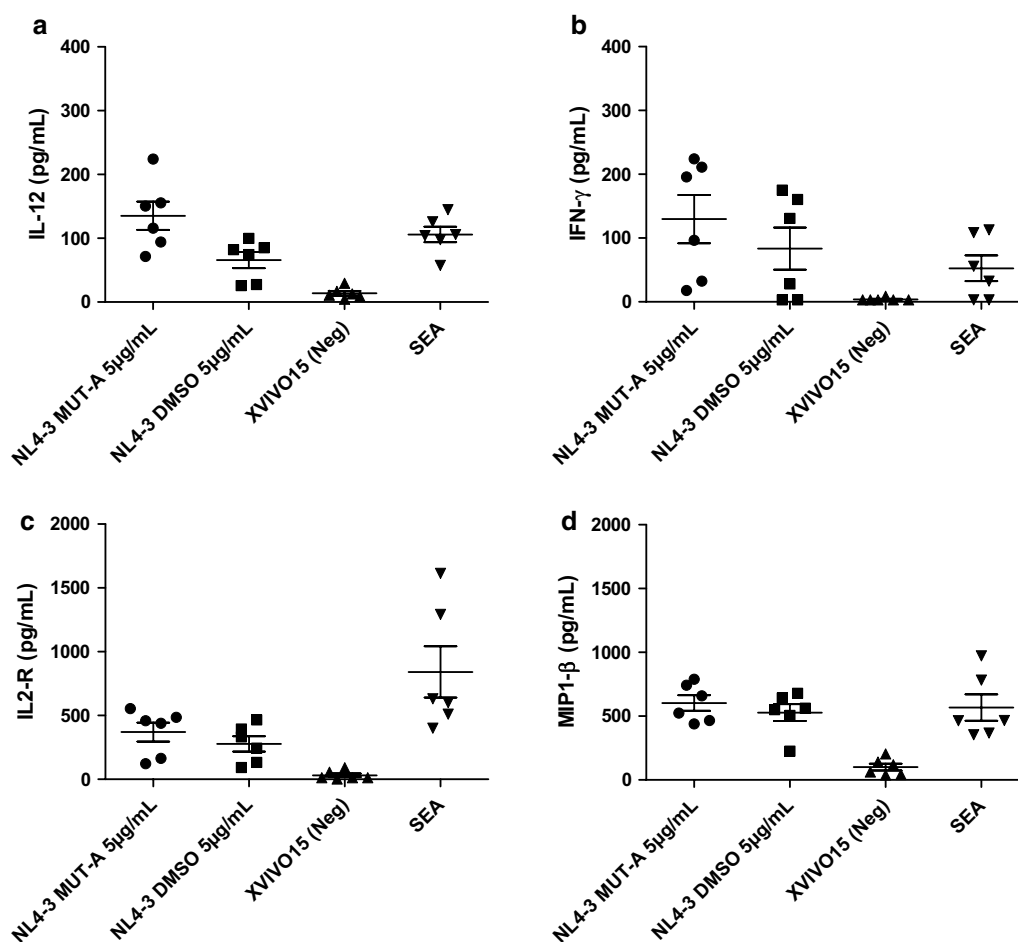 a
400
300
200
100
0
IL-12 (pg/mL)
NL4-3 MUT-A 5µg/mL
NL4-3 DMSO 5µg/mL
XVIVO15 (Neg)
SEA
b
400
300
200
100
0
IFN-γ (pg/mL)
NL4-3 MUT-A 5µg/mL
NL4-3 DMSO 5µg/mL
XVIVO15 (Neg)
SEA
c
2000
1500
1000
500
0
IL2-R (pg/mL)
NL4-3 MUT-A 5µg/mL
NL4-3 DMSO 5µg/mL
XVIVO15 (Neg)
SEA
d
2000
1500
1000
500
0
MIP1-β (pg/mL)
NL4-3 MUT-A 5µg/mL
NL4-3 DMSO 5µg/mL
XVIVO15 (Neg)
SEA